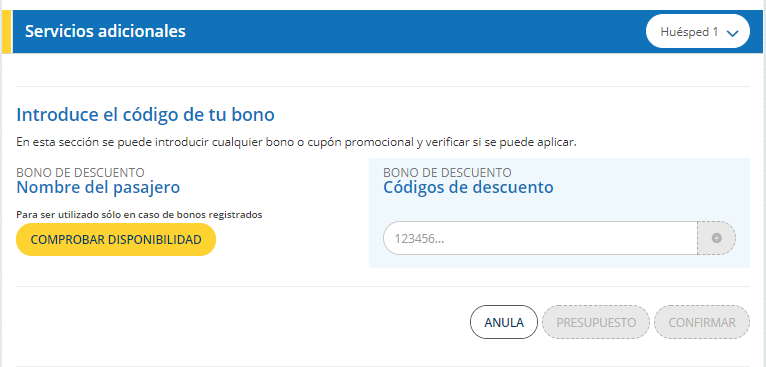 Servicios adicionales
Huésped 1
Introduce el código de tu bono
En esta sección se puede introducir cualquier bono o cupón promocional y verificar si se puede aplicar.
BONO DE DESCUENTO
Nombre del pasajero
Para ser utilizado sólo en caso de bonos registrados
COMPROBAR DISPONIBILIDAD
BONO DE DESCUENTO
Códigos de descuento
123456...
ANULA
PRESUPUESTO
CONFIRMAR